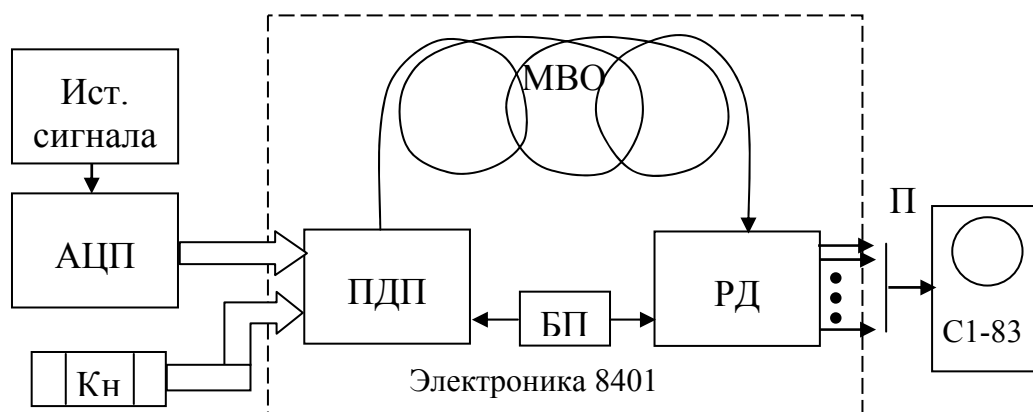 МВО
Ист.
сигнала
АЦП
ПДП
БП
РД
П
С1-83
Кн
Электроника 8401